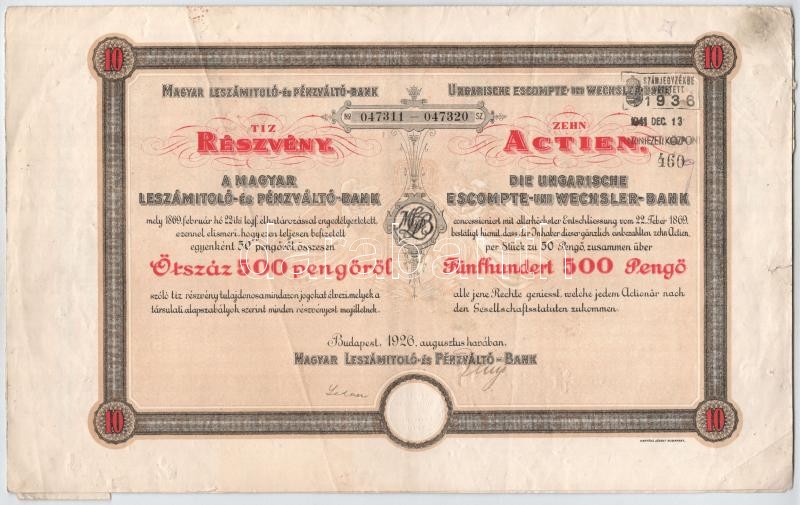 10
10
MAGYAR LESZÁMITOLÓ-ÉS PÉNZVÁLTÓ-BANK
UNGARISCHE ESCOMPTE-UND WECHSLER-BANK
No 047311 — 047320 SZ.
SZÁMJEGYZÉKBE
1936
1941 DEC. 13
460
TIZ
RÉSZVÉNY.
A MAGYAR
LESZÁMITOLÓ-ÉS PÉNZVÁLTÓ-BANK
mely 1869. február hó 22 iki legf. elhatározással engedélyeztetett,
ezennel elismeri, hogy ezen teljesen befizetett
egyenként 50 pengőről, összesen
Ötszáz 500 pengőről
szóló tíz részvény tulajdonosa mindazon jogokat élvezi, melyek a
társulati alapszabályok szerint minden részvényest megilletnek.
ZEHN
ACTIEN.
DIE UNGARISCHE
ESCOMPTE-UND WECHSLER-BANK
concessioniert mit allerhöchster Entschliessung vom 22. Feber 1869,
bestätigt hiemit, dass der Inhaber dieser gänzlich einbezahlten zehn Actien,
per Stück zu 50 Pengő, zusammen über
Fünfhundert 500 Pengő
alle jene Rechte geniesst, welche jedem Actionär nach
den Gesellschaftsstatuten zukommen.
Budapest, 1926. augusztus havában.
MAGYAR LESZÁMITOLÓ-ÉS PÉNZVÁLTÓ-BANK
10
10
darabanth